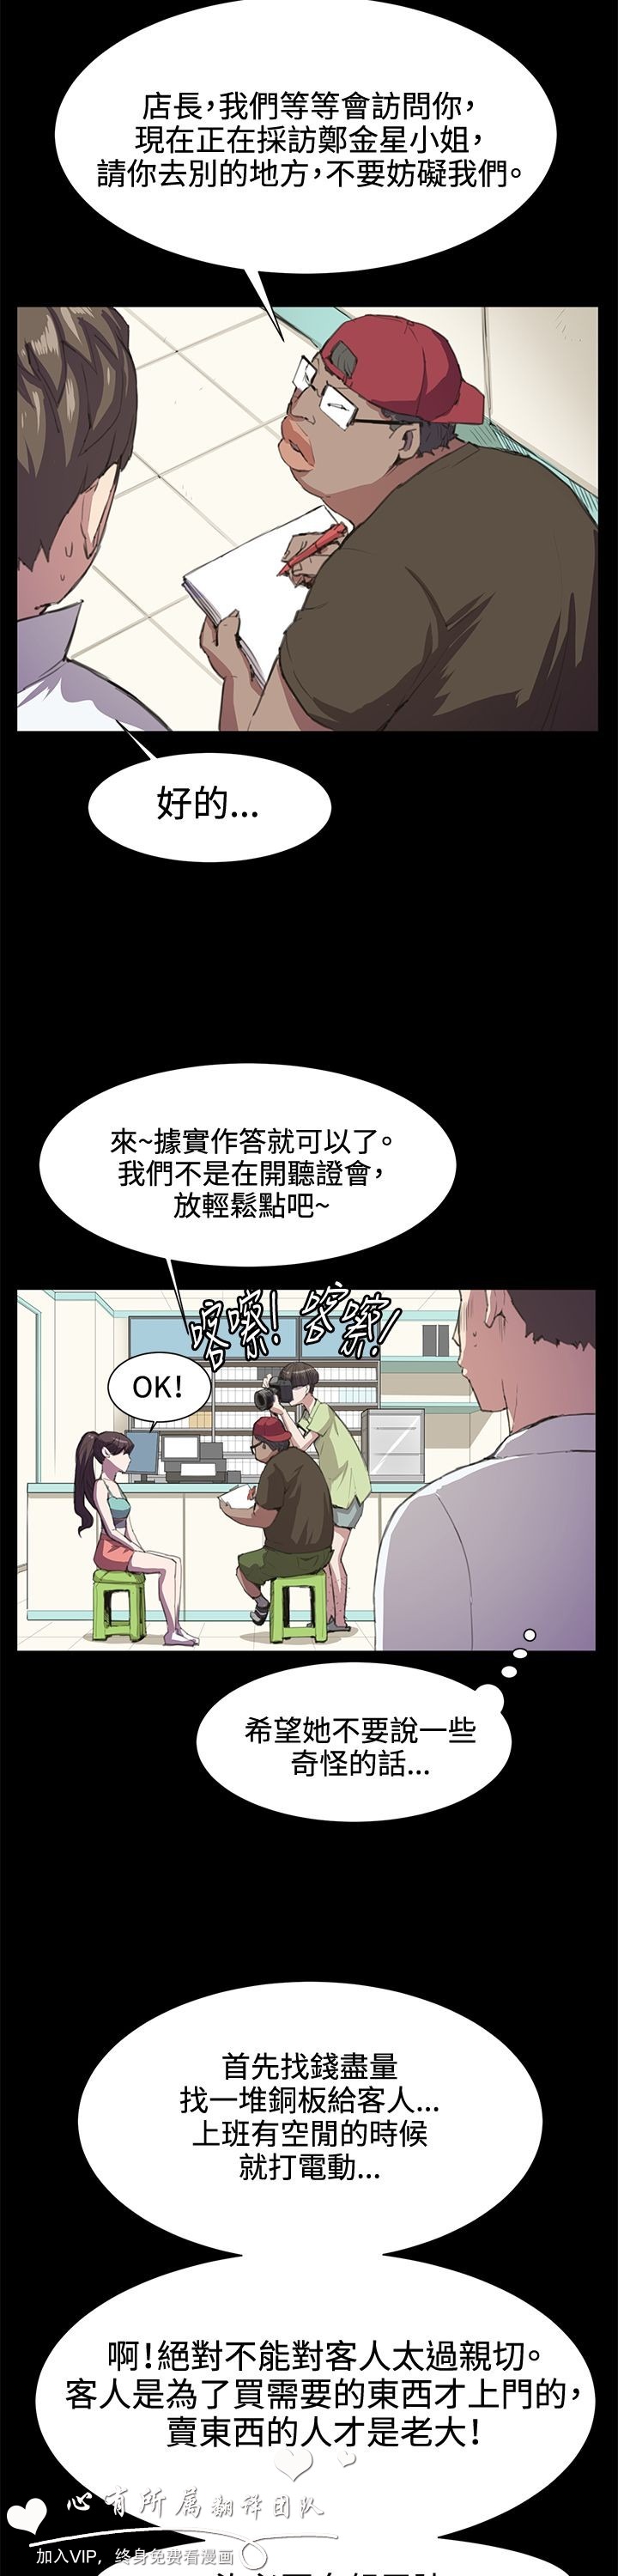 店長，我們等等會訪問你，
現在正在採訪鄭金星小姐，
請你去別的地方，不要妨礙我們。
好的...
來~據實作答就可以了。
我們不是在開聽證會，
放輕鬆點吧~
喀嚓！喀嚓！
OK!
希望她不要說一些
奇怪的話...
首先找錢盡量
找一堆銅板給客人...
上班有空閒的時候
就打電動...
啊！絕對不能對客人太過親切。
客人是為了買需要的東西才上門的，
賣東西的人才是老大！
心有所属翻译团队
加入VIP，终身免费看漫画